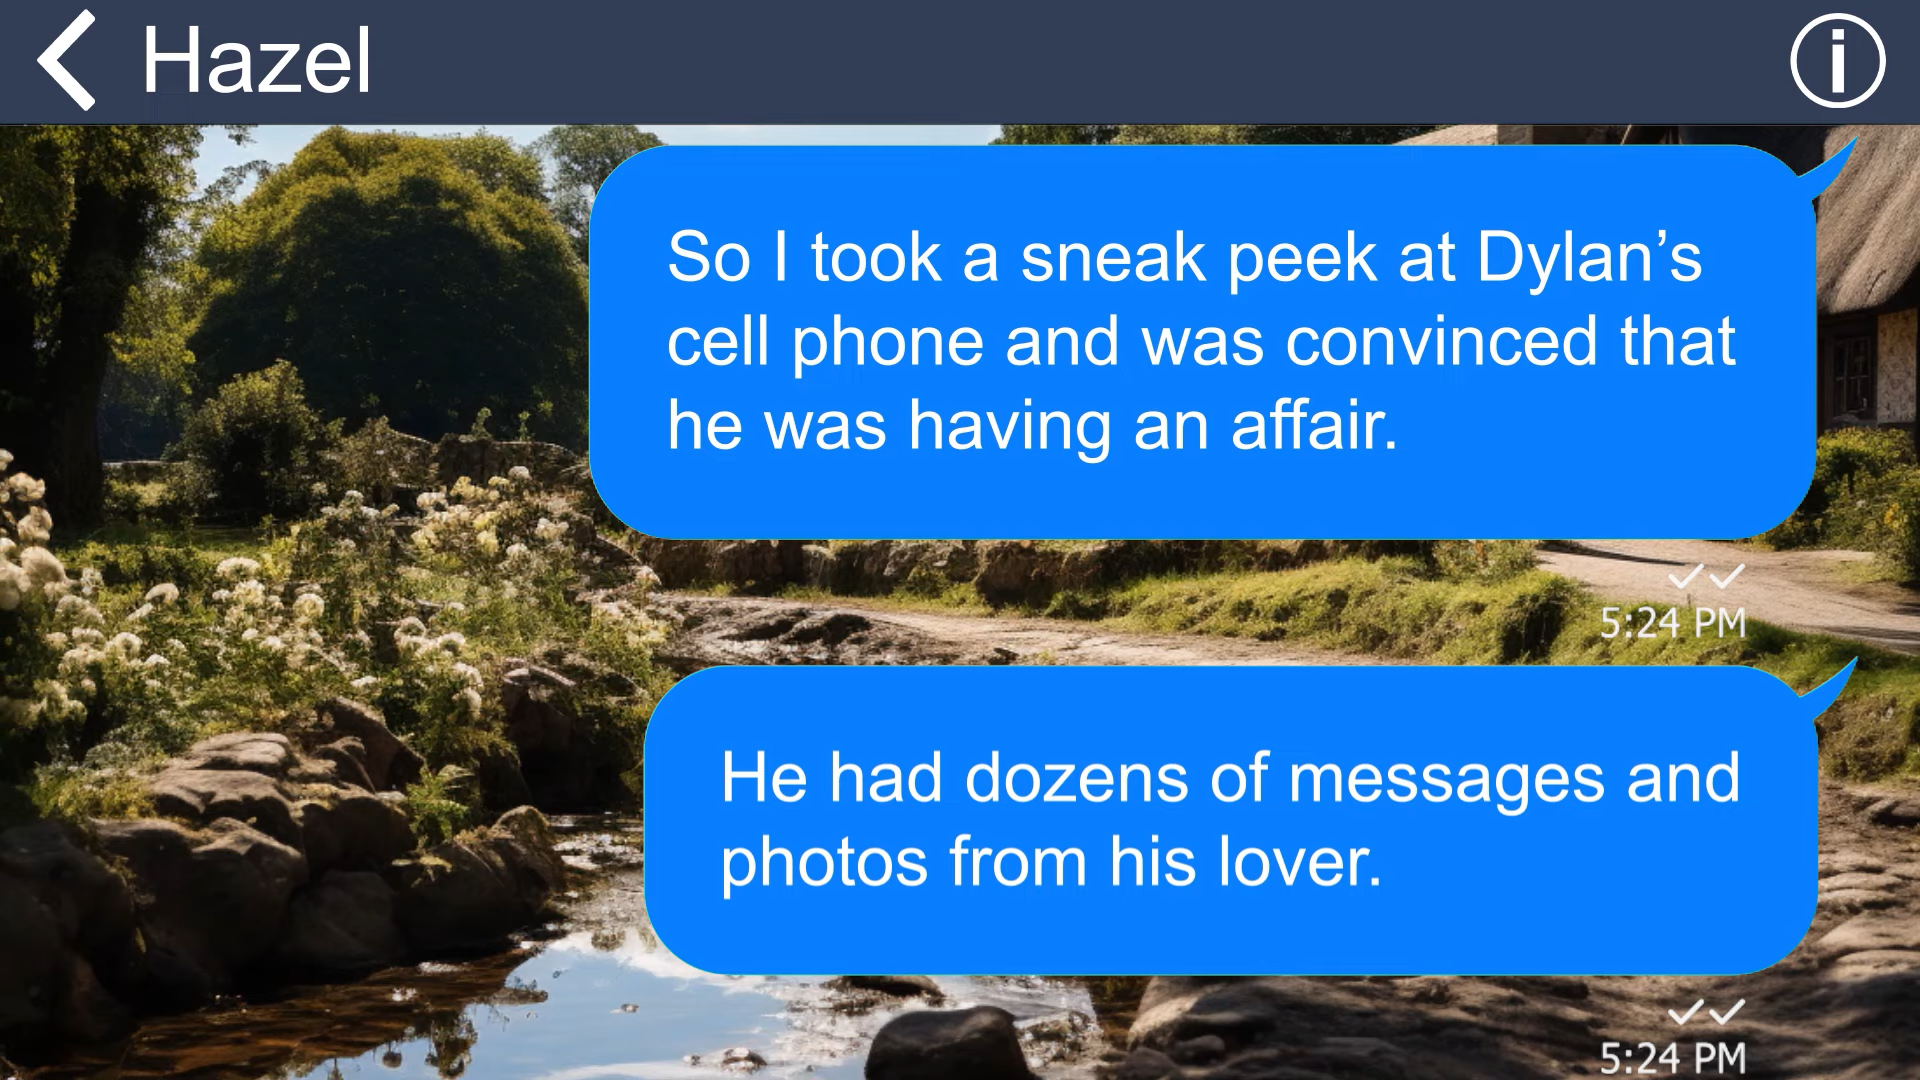 Hazel
So I took a sneak peek at Dylan’s
cell phone and was convinced that
he was having an affair.
5:24 PM
He had dozens of messages and
photos from his lover.
5:24 PM